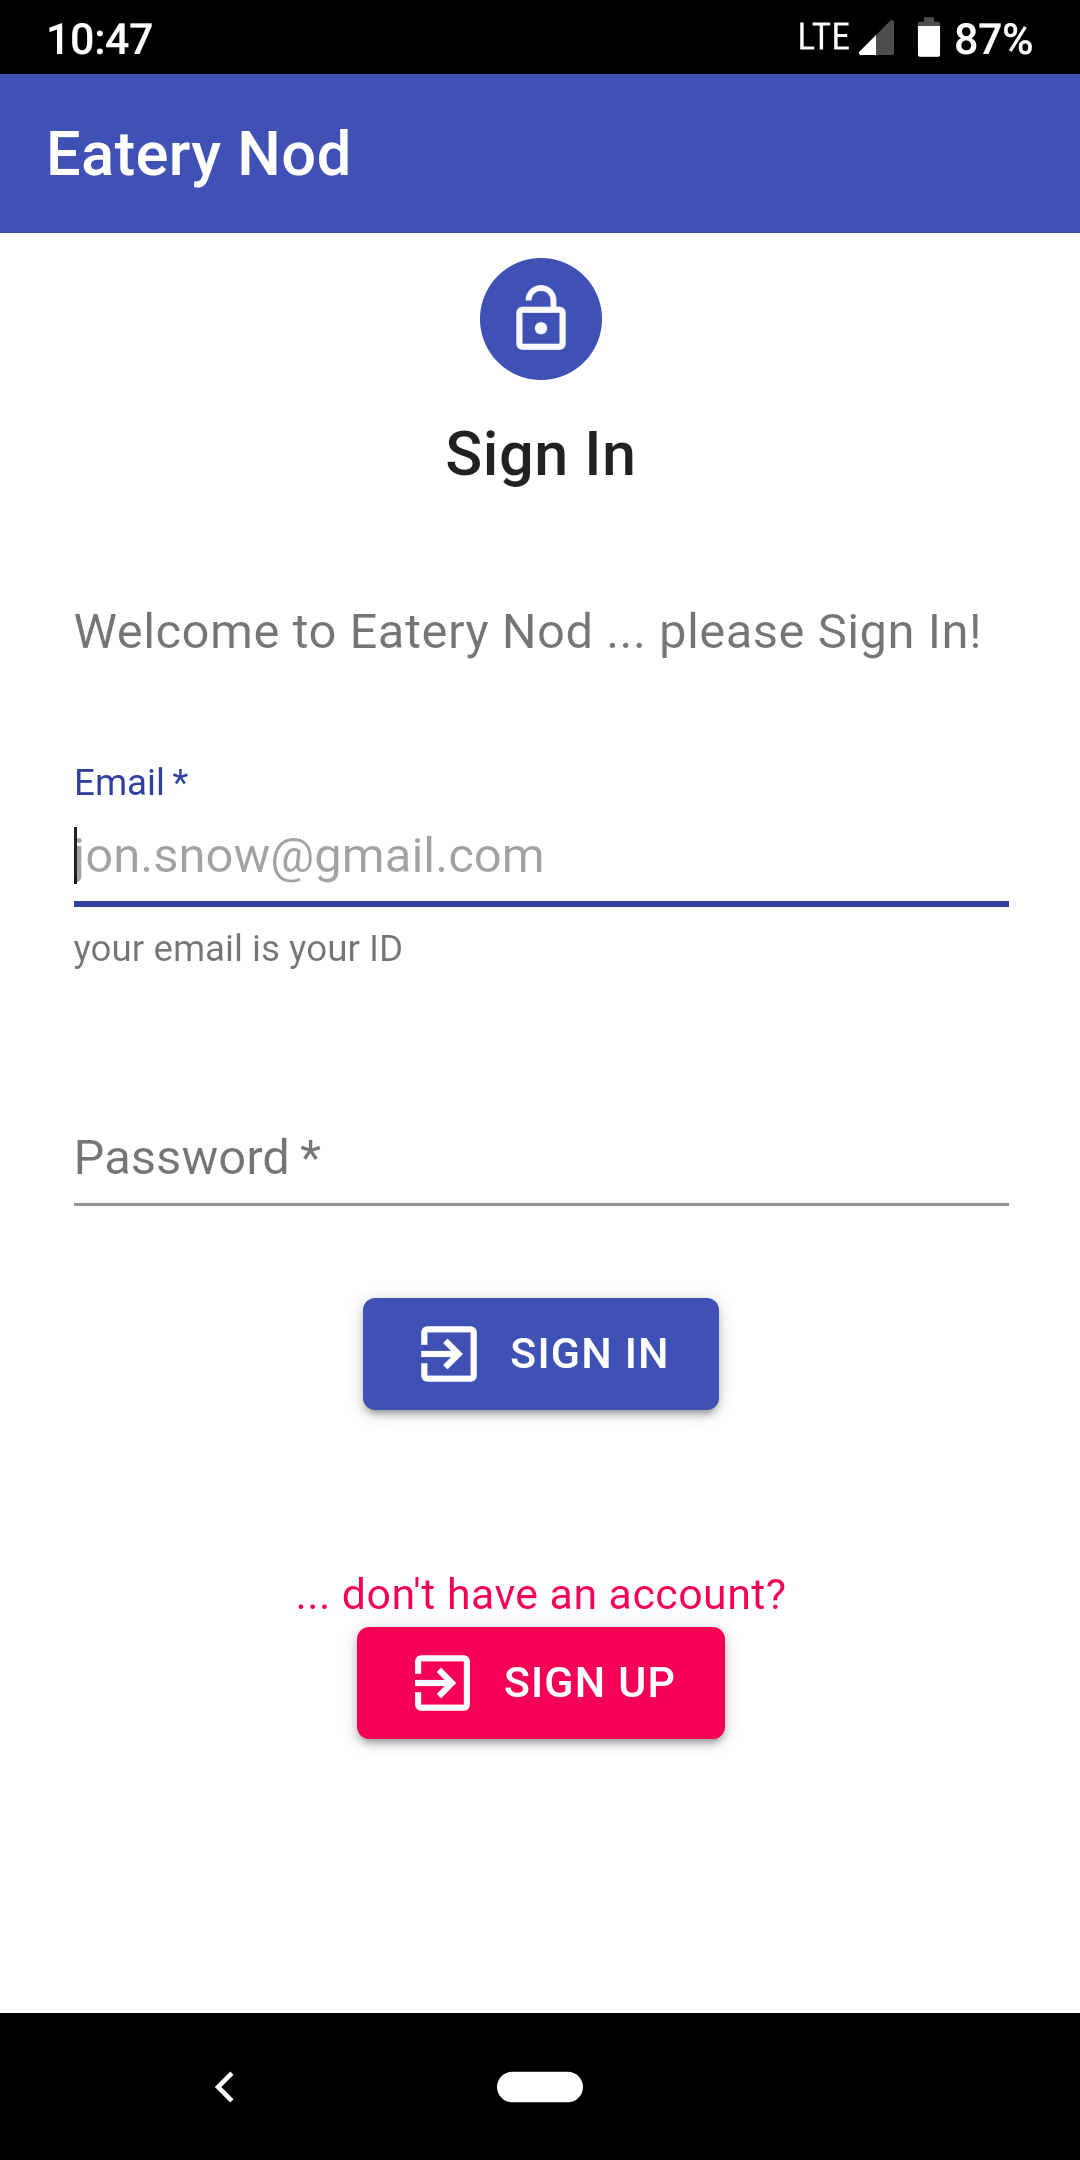 10:47 LTE 87%
Eatery Nod
Sign In
Welcome to Eatery Nod ... please Sign In!
Email *
jon.snow@gmail.com
your email is your ID
Password *
SIGN IN
... don't have an account?
SIGN UP